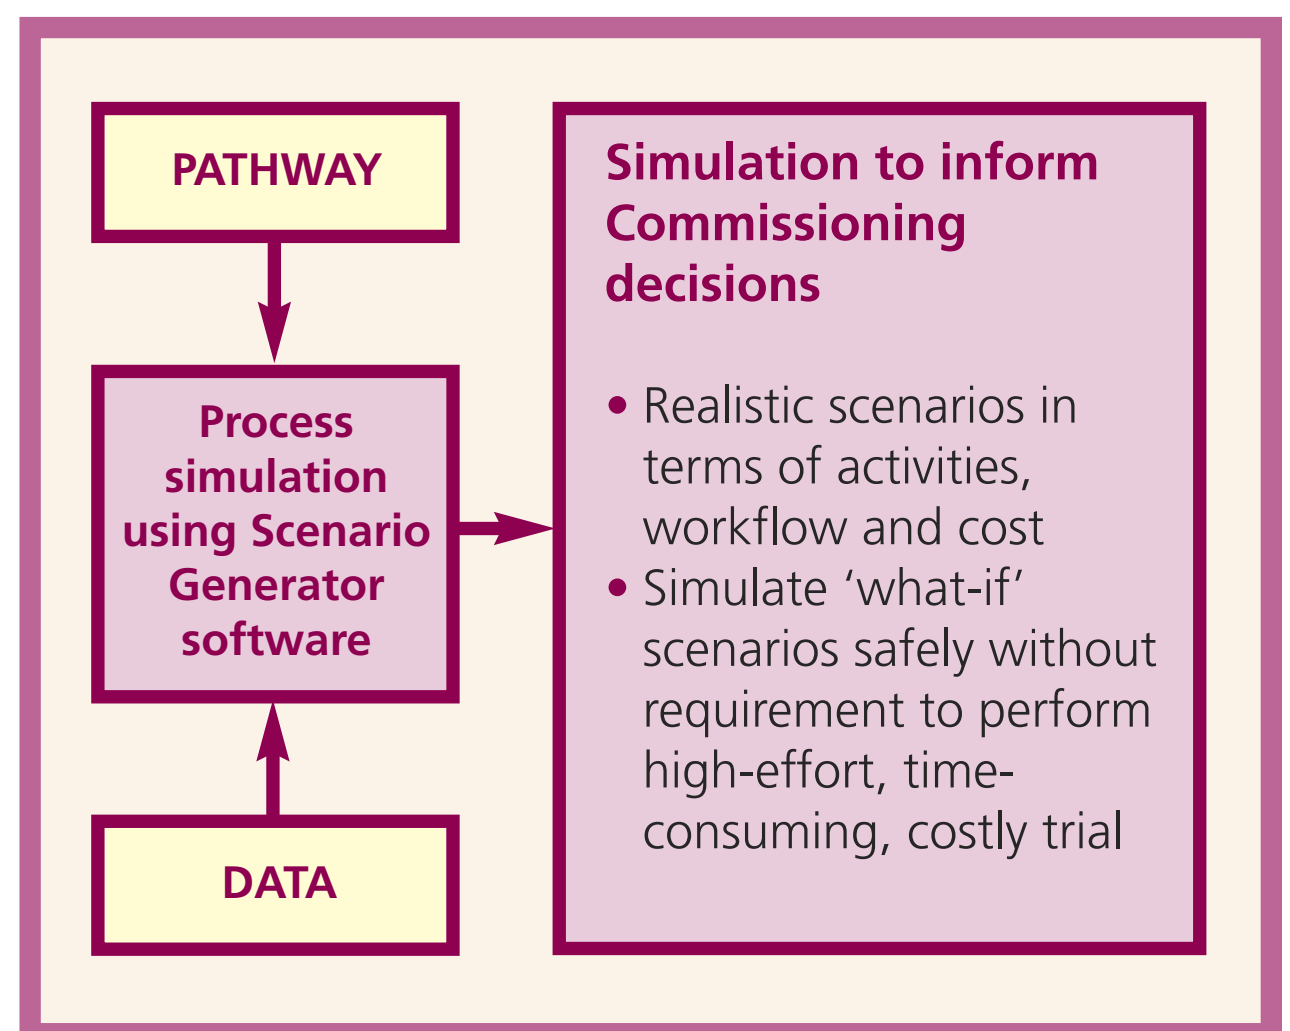 PATHWAY
Process
simulation
using Scenario
Generator
software
DATA
Simulation to inform
Commissioning
decisions
• Realistic scenarios in
terms of activities,
workflow and cost
• Simulate ‘what-if’
scenarios safely without
requirement to perform
high-effort, time-
consuming, costly trial